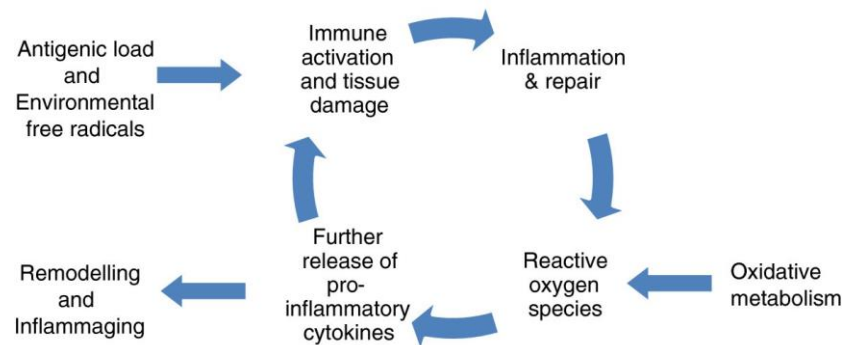 Antigenic load
and
Environmental
free radicals
Immune
activation
and tissue
damage
Inflammation
& repair
Remodelling
and
Inflammaging
Further
release of
pro-
inflammatory
cytokines
Reactive
oxygen
species
Oxidative
metabolism